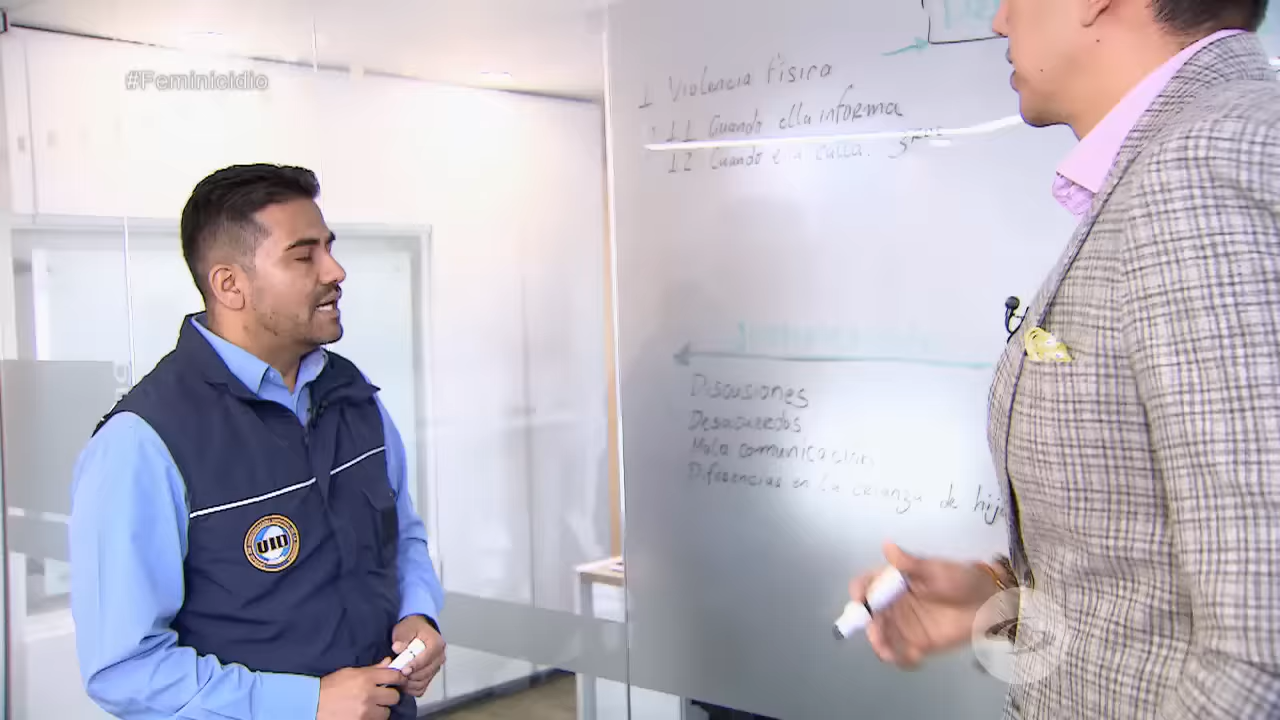 #Feminicidio
1 Violencia física
1.1 Cuando ella informa
1.2 Cuando ella calla.
Discusiones
Desacuerdos
Mala comunicación
Diferencias en la crianza de hij
UID